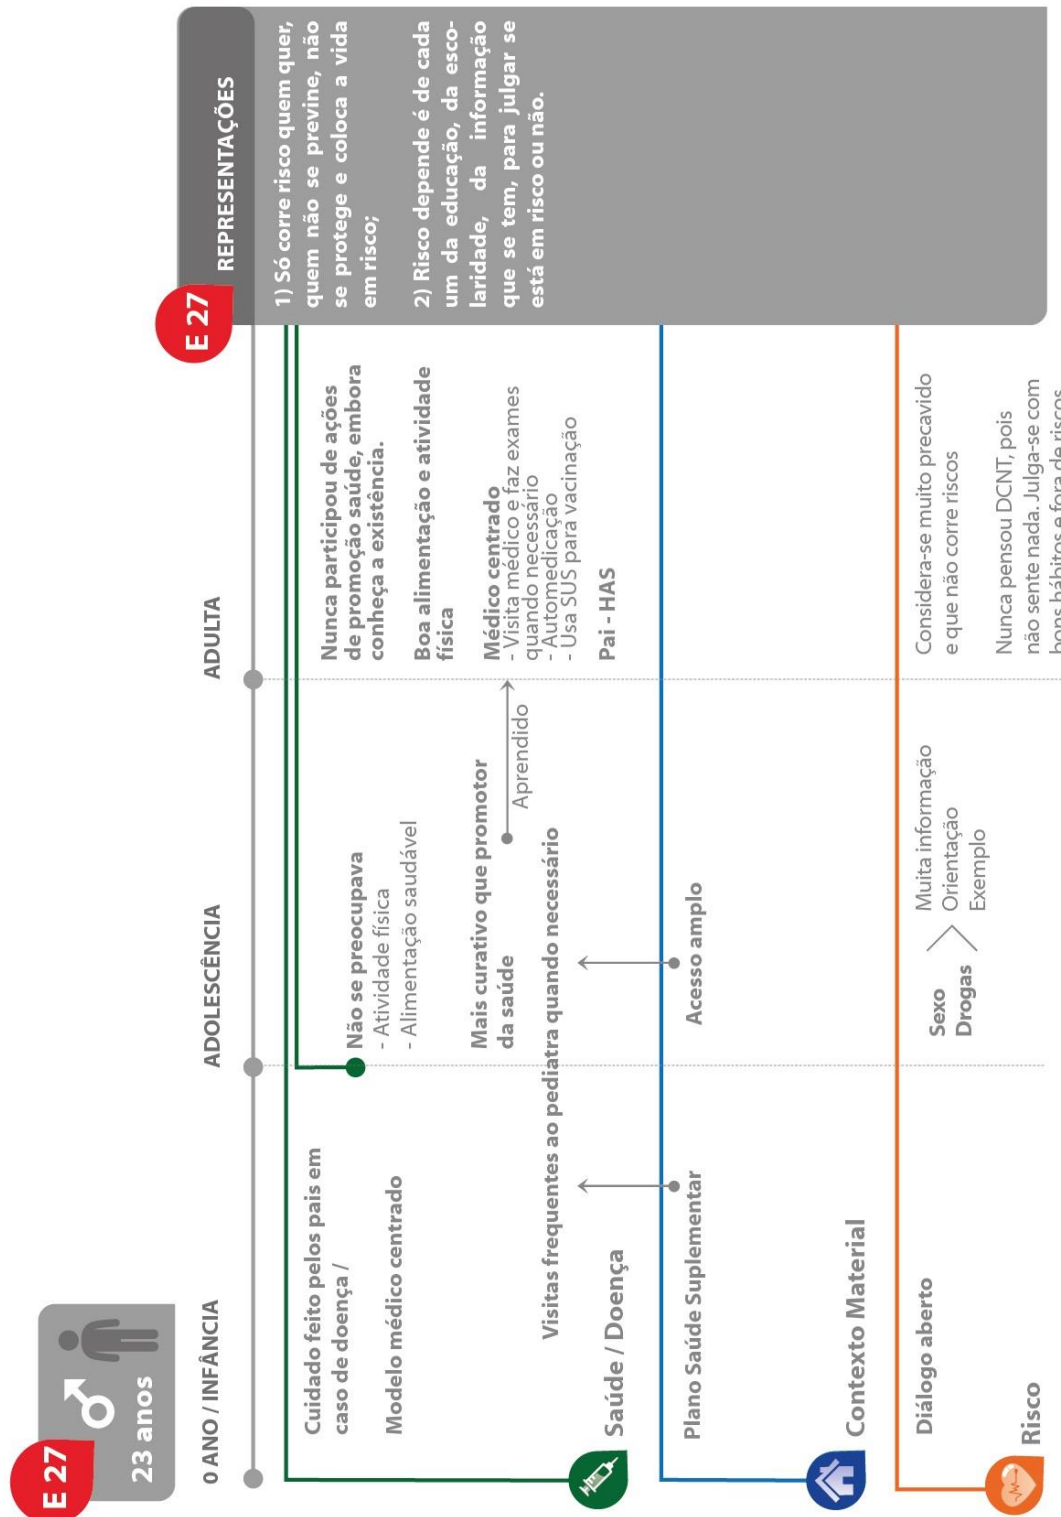 E 27
23 anos
0 ANO / INFÂNCIA
ADOLESCÊNCIA
ADULTA
E 27
REPRESENTAÇÕES
Cuidado feito pelos pais em
caso de doença /
Modelo médico centrado
Não se preocupava
- Atividade física
- Alimentação saudável
Mais curativo que promotor
da saúde
Aprendido
Visitas frequentes ao pediatra quando necessário
Nunca participou de ações
de promoção saúde, embora
conheça a existência.
Boa alimentação e atividade
física
Médico centrado
- Visita médico e faz exames
quando necessário
- Automedicação
- Usa SUS para vacinação
Pai - HAS
Saúde / Doença
Plano Saúde Suplementar
Acesso amplo
Contexto Material
Diálogo aberto
Sexo
Drogas
Muita informação
Orientação
Exemplo
Considera-se muito precavido
e que não corre riscos
Nunca pensou DCNT, pois
não sente nada. Julga-se com
bons hábitos e fora de riscos
Risco
1) Só corre risco quem quer,
quem não se previne, não
se protege e coloca a vida
em risco;
2) Risco depende é de cada
um da educação, da esco-
laridade, da informação
que se tem, para julgar se
está em risco ou não.